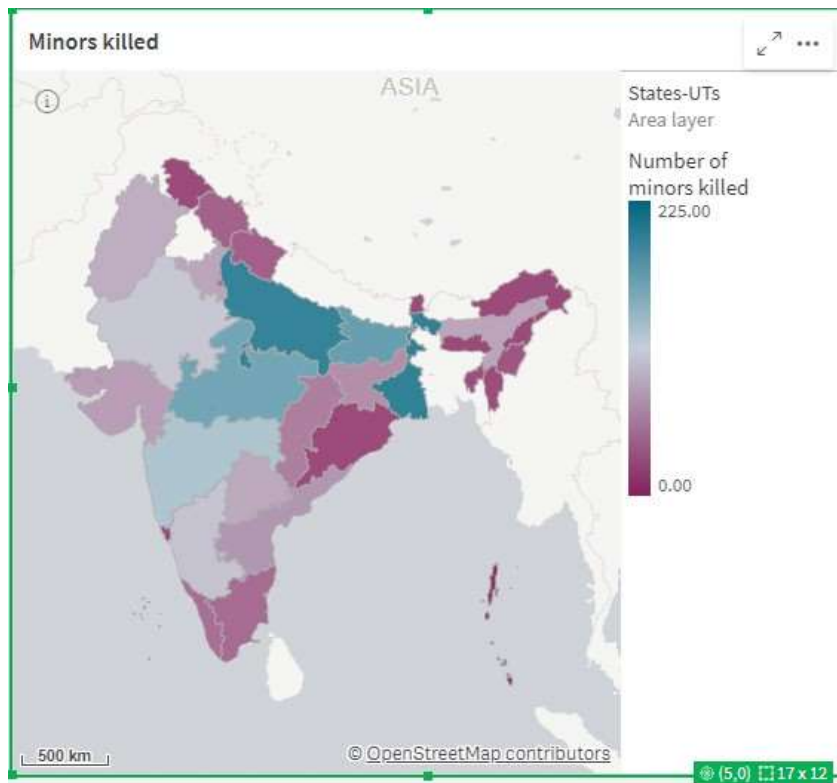 Minors killed
ASIA
States-UTs
Area layer
Number of
minors killed
225.00
0.00
500 km
© OpenStreetMap contributors
(5,0) 17 x 12